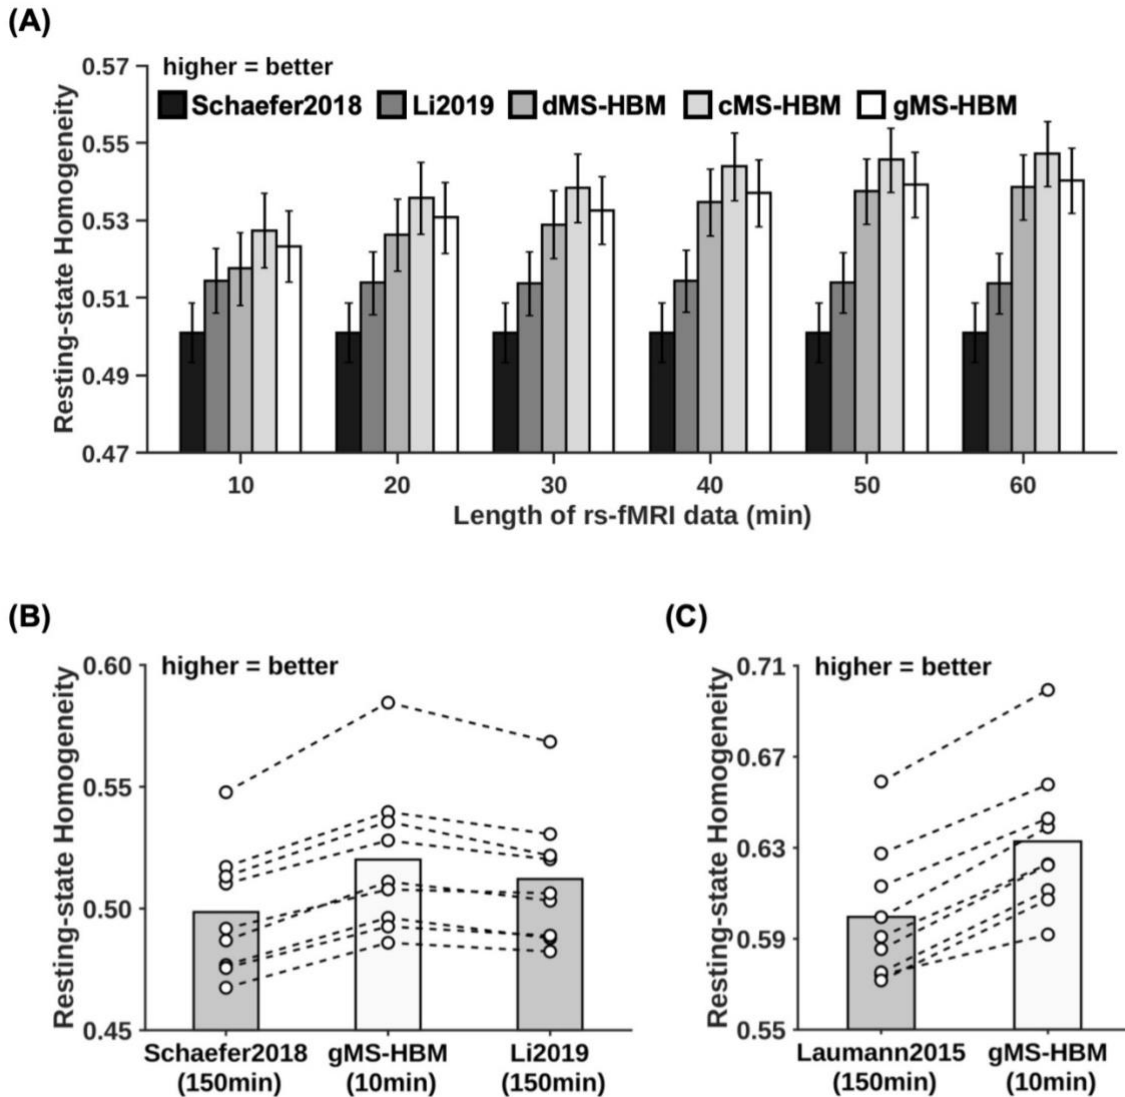 (A)
higher = better
Schaefer2018 Li2019 dMS-HBM cMS-HBM gMS-HBM
Resting-state Homogeneity
0.57
0.55
0.53
0.51
0.49
0.47
10 20 30 40 50 60
Length of rs-fMRI data (min)
(B)
higher = better
Resting-state Homogeneity
0.60
0.55
0.50
0.45
Schaefer2018 gMS-HBM Li2019
(150min) (10min) (150min)
(C)
higher = better
Resting-state Homogeneity
0.71
0.67
0.63
0.59
0.55
Laumann2015 gMS-HBM
(150min) (10min)